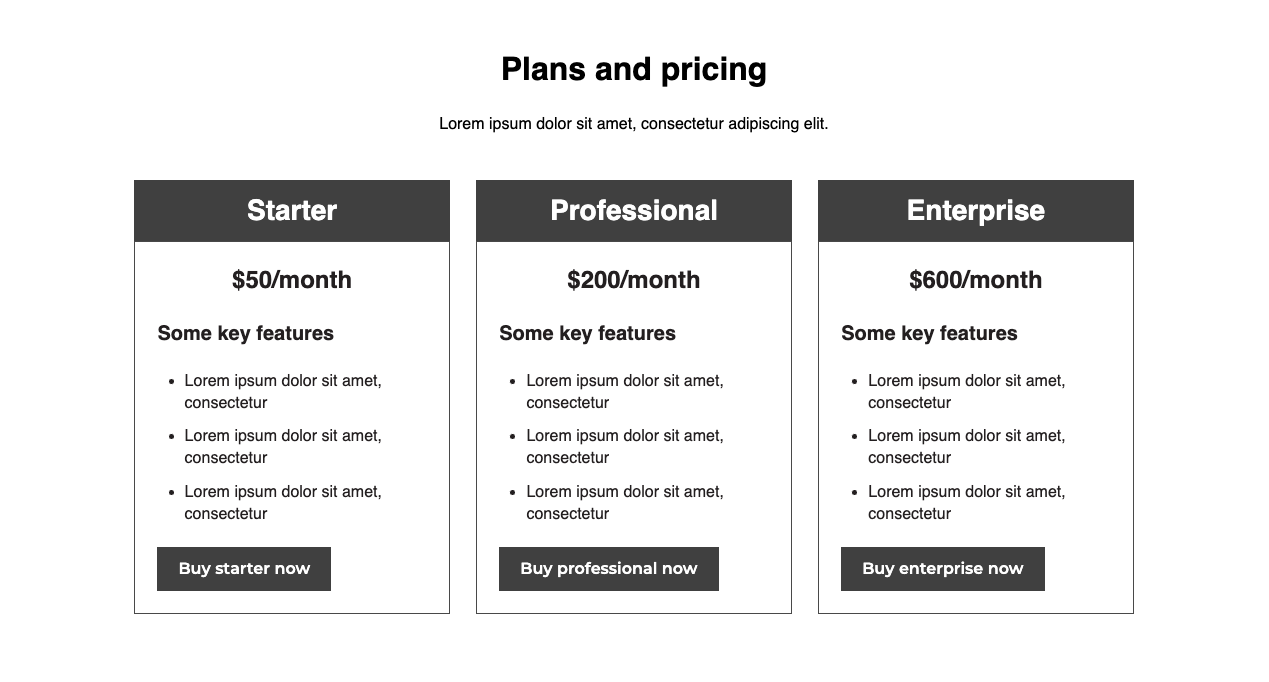 Plans and pricing
Lorem ipsum dolor sit amet, consectetur adipiscing elit.
Starter
$50/month
Some key features
Lorem ipsum dolor sit amet,
consectetur
Lorem ipsum dolor sit amet,
consectetur
Lorem ipsum dolor sit amet,
consectetur
Buy starter now
Professional
$200/month
Some key features
Lorem ipsum dolor sit amet,
consectetur
Lorem ipsum dolor sit amet,
consectetur
Lorem ipsum dolor sit amet,
consectetur
Buy professional now
Enterprise
$600/month
Some key features
Lorem ipsum dolor sit amet,
consectetur
Lorem ipsum dolor sit amet,
consectetur
Lorem ipsum dolor sit amet,
consectetur
Buy enterprise now